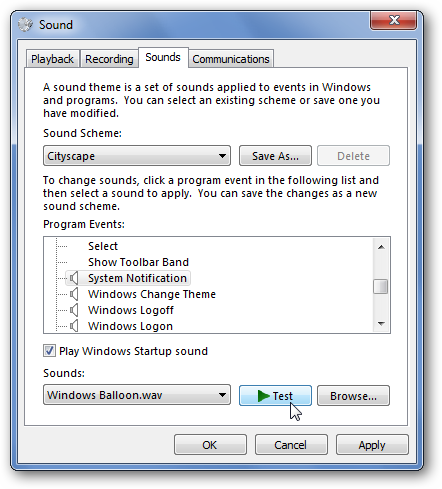 Sound
Playback Recording Sounds Communications
A sound theme is a set of sounds applied to events in Windows
and programs. You can select an existing scheme or save one you
have modified.
Sound Scheme:
Cityscape Save As... Delete
To change sounds, click a program event in the following list and
then select a sound to apply. You can save the changes as a new
sound scheme.
Program Events:
Select
Show Toolbar Band
System Notification
Windows Change Theme
Windows Logoff
Windows Logon
Play Windows Startup sound
Sounds:
Windows Balloon.wav Test Browse...
OK Cancel Apply